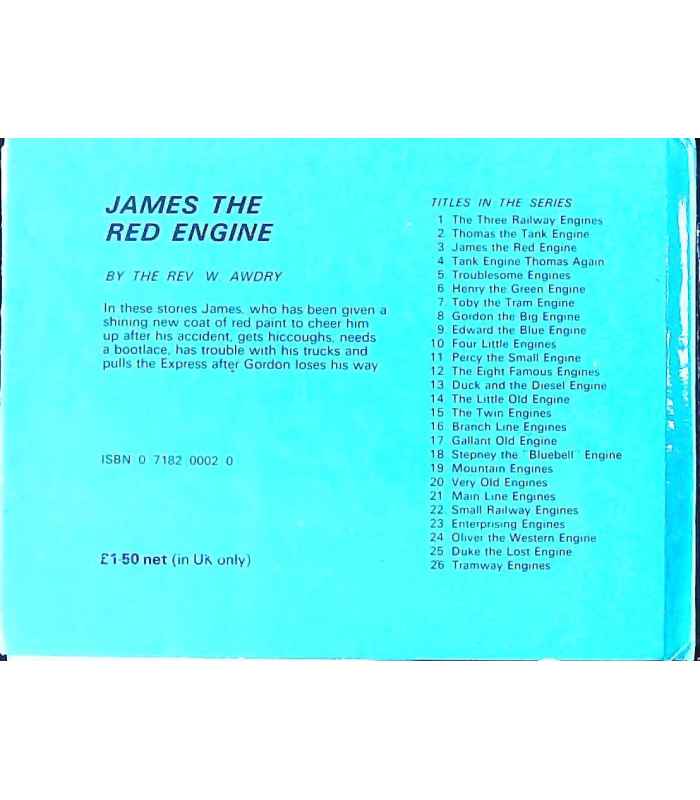 JAMES THE
RED ENGINE
BY THE REV W. AWDRY
In these stories James, who has been given a
shining new coat of red paint to cheer him
up after his accident, gets hiccoughs, needs
a bootlace, has trouble with his trucks and
pulls the Express after Gordon loses his way
ISBN 0 7182 0002 0
£1·50 net (in UK only)
TITLES IN THE SERIES
1 The Three Railway Engines
2 Thomas the Tank Engine
3 James the Red Engine
4 Tank Engine Thomas Again
5 Troublesome Engines
6 Henry the Green Engine
7 Toby the Tram Engine
8 Gordon the Big Engine
9 Edward the Blue Engine
10 Four Little Engines
11 Percy the Small Engine
12 The Eight Famous Engines
13 Duck and the Diesel Engine
14 The Little Old Engine
15 The Twin Engines
16 Branch Line Engines
17 Gallant Old Engine
18 Stepney the "Bluebell" Engine
19 Mountain Engines
20 Very Old Engines
21 Main Line Engines
22 Small Railway Engines
23 Enterprising Engines
24 Oliver the Western Engine
25 Duke the Lost Engine
26 Tramway Engines